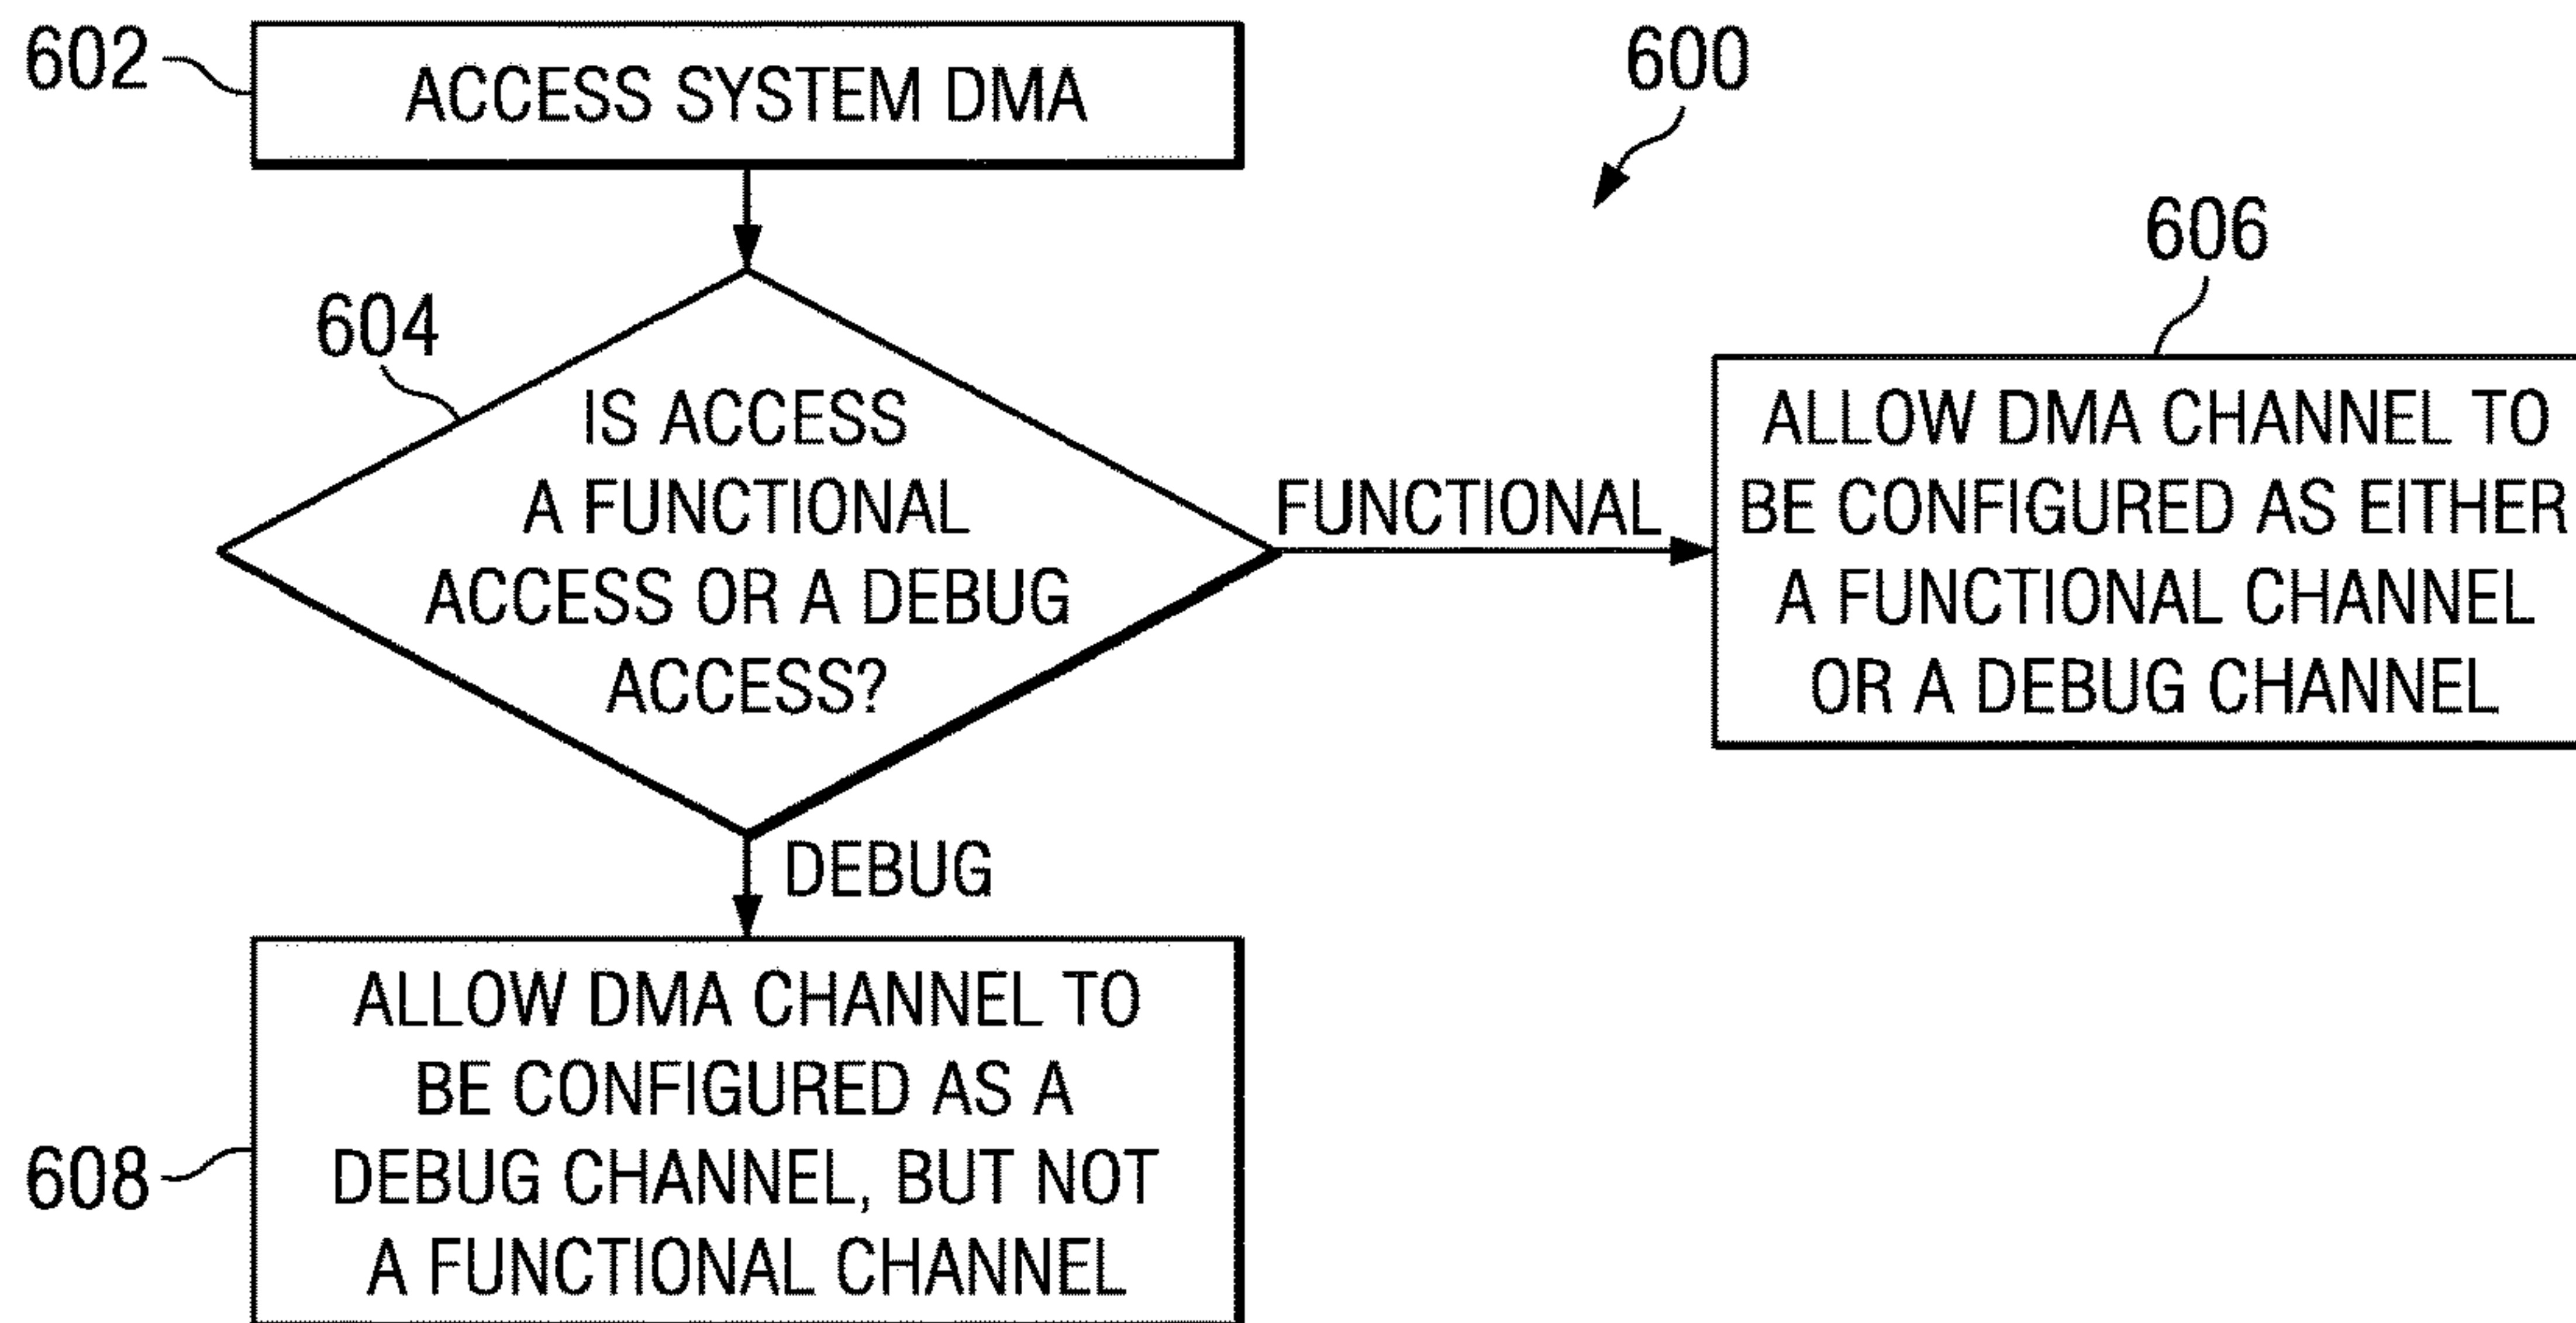 602
ACCESS SYSTEM DMA
600
604
IS ACCESS
A FUNCTIONAL
ACCESS OR A DEBUG
ACCESS?
FUNCTIONAL
606
ALLOW DMA CHANNEL TO
BE CONFIGURED AS EITHER
A FUNCTIONAL CHANNEL
OR A DEBUG CHANNEL
DEBUG
608
ALLOW DMA CHANNEL TO
BE CONFIGURED AS A
DEBUG CHANNEL, BUT NOT
A FUNCTIONAL CHANNEL